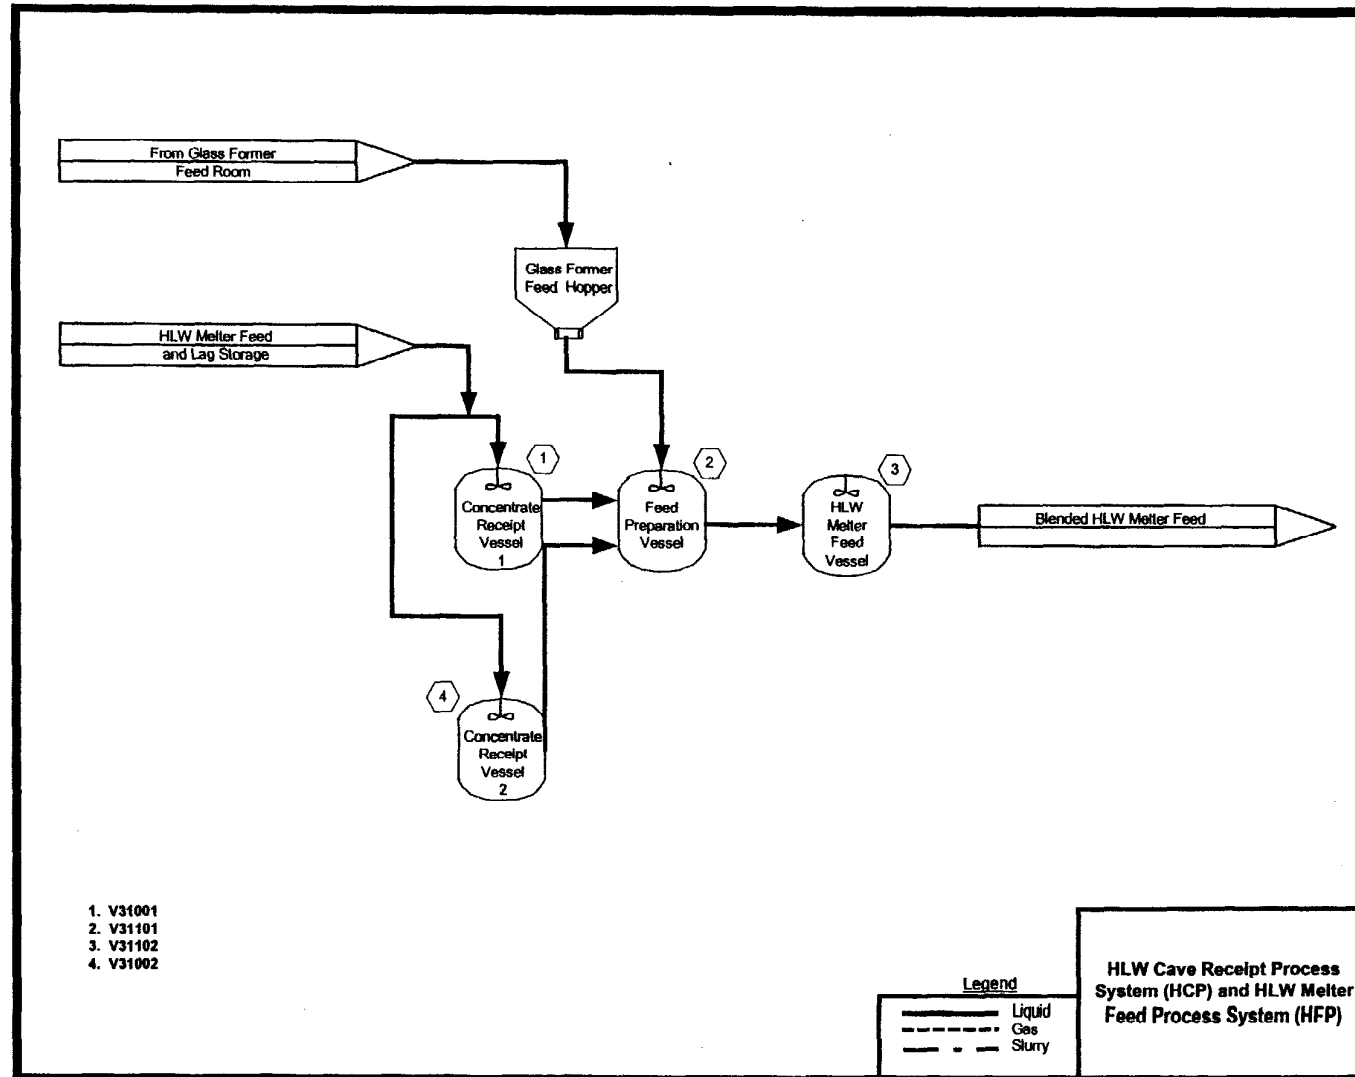 From Glass Former
Feed Room
Glass Former
Feed Hopper
HLW Melter Feed
and Lag Storage
1
Concentrate
Receipt
Vessel
1
2
Feed
Preparation
Vessel
3
HLW
Melter
Feed
Vessel
Blended HLW Melter Feed
4
Concentrate
Receipt
Vessel
2
1. V31001
2. V31101
3. V31102
4. V31002
Legend
Liquid
Gas
Slurry
HLW Cave Receipt Process
System (HCP) and HLW Melter
Feed Process System (HFP)